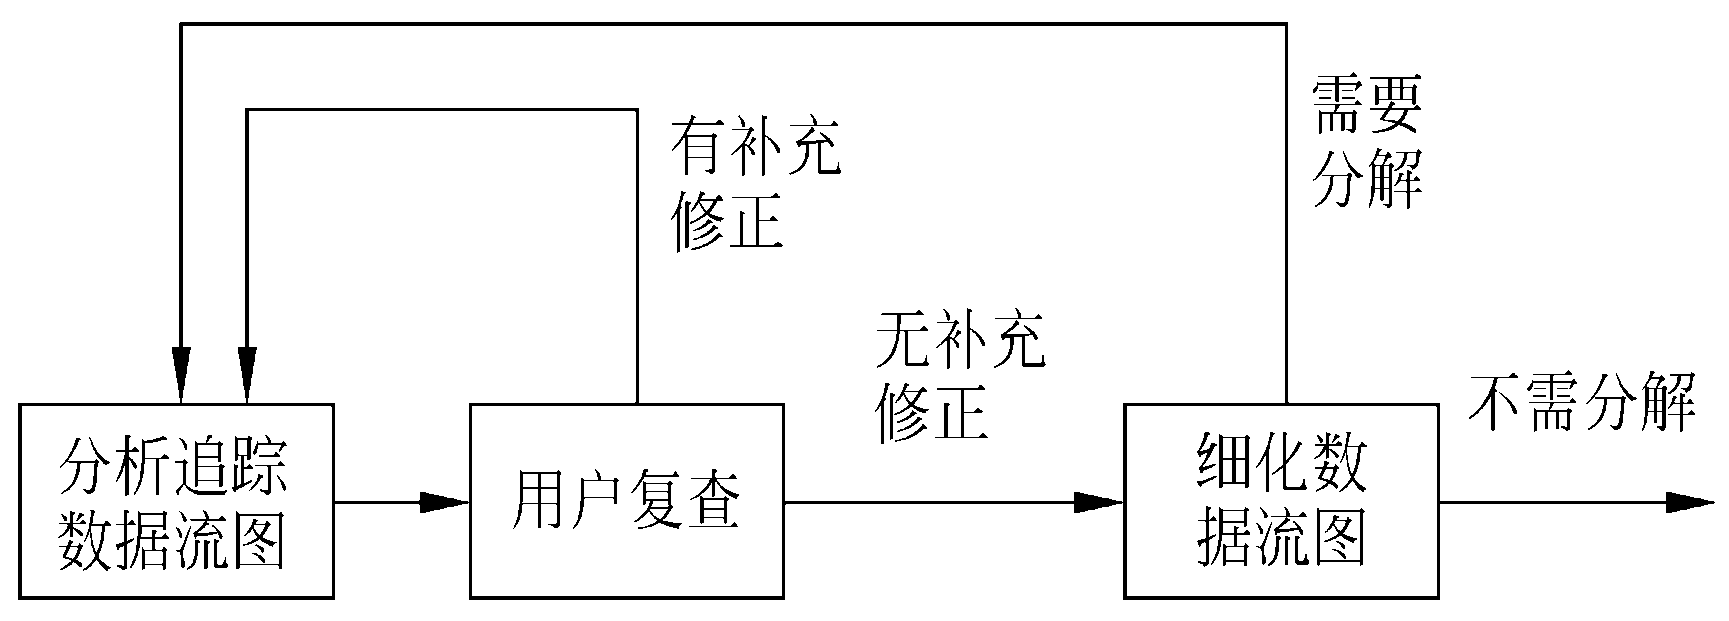 需要
分解
有补充
修正
无补充
修正
不需分解
分析追踪
数据流图
用户复查
细化数
据流图